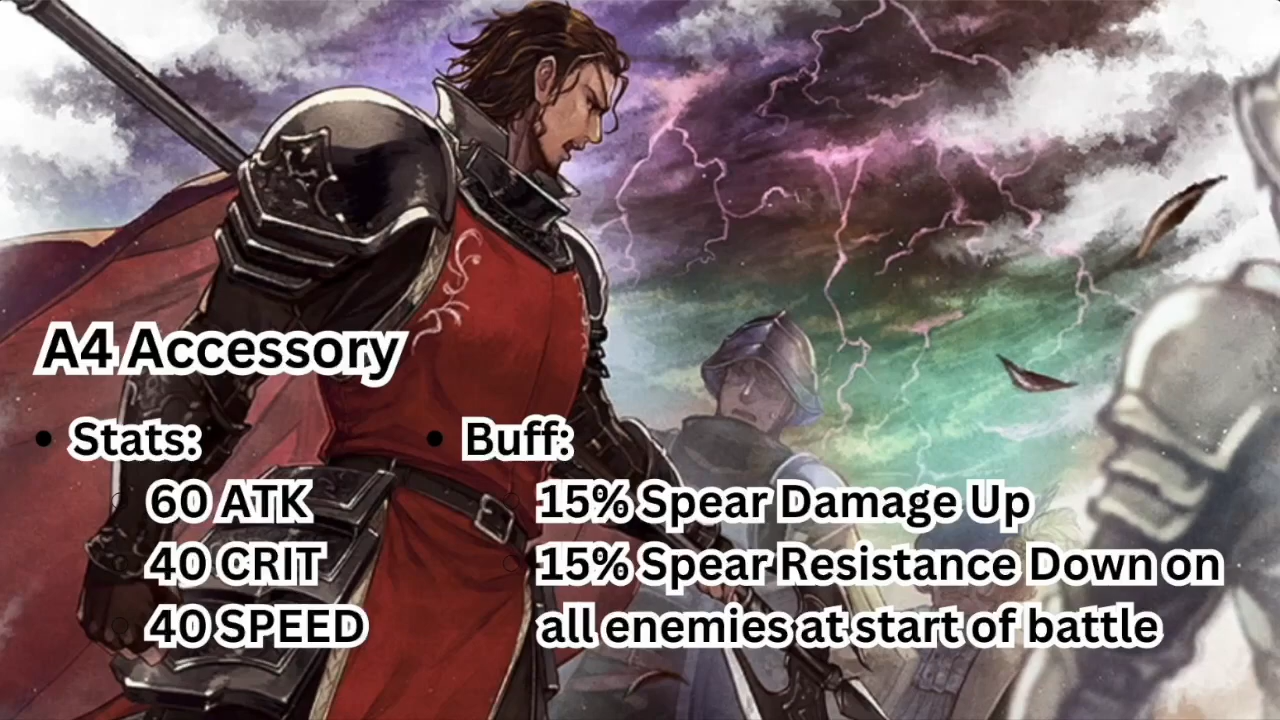 A4 Accessory
• Stats:
60 ATK
40 CRIT
40 SPEED
• Buff:
15% Spear Damage Up
15% Spear Resistance Down on
all enemies at start of battle